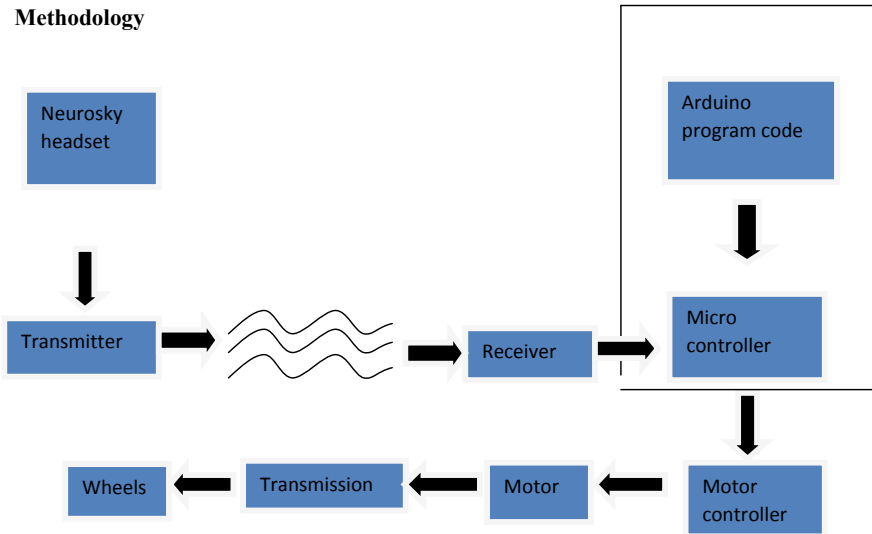 Methodology
Neurosky
headset
Arduino
program code
Transmitter
Receiver
Micro
controller
Wheels
Transmission
Motor
Motor
controller